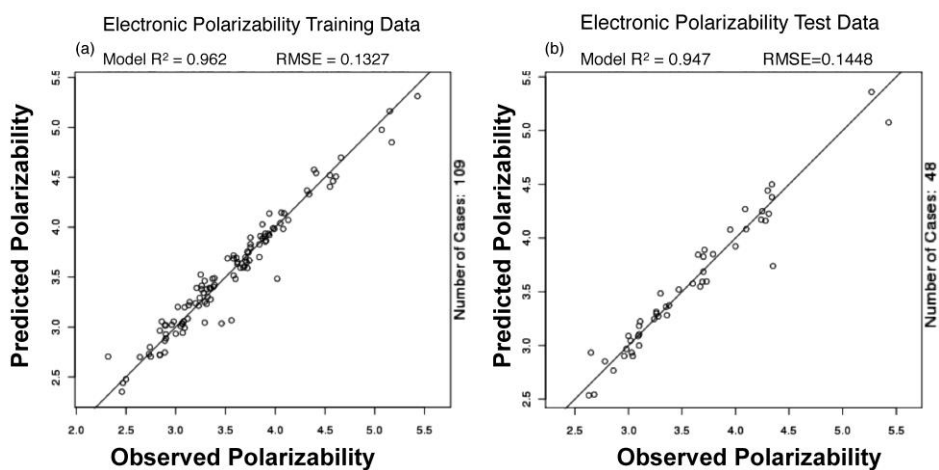 Electronic Polarizability Training Data
(a)
Model R² = 0.962 RMSE = 0.1327
Predicted Polarizability
5.5
5.0
4.5
4.0
3.5
3.0
2.5
2.0 2.5 3.0 3.5 4.0 4.5 5.0 5.5
Observed Polarizability
Number of Cases: 109
Electronic Polarizability Test Data
(b)
Model R² = 0.947 RMSE=0.1448
Predicted Polarizability
5.5
5.0
4.5
4.0
3.5
3.0
2.5
2.5 3.0 3.5 4.0 4.5 5.0 5.5
Observed Polarizability
Number of Cases: 48